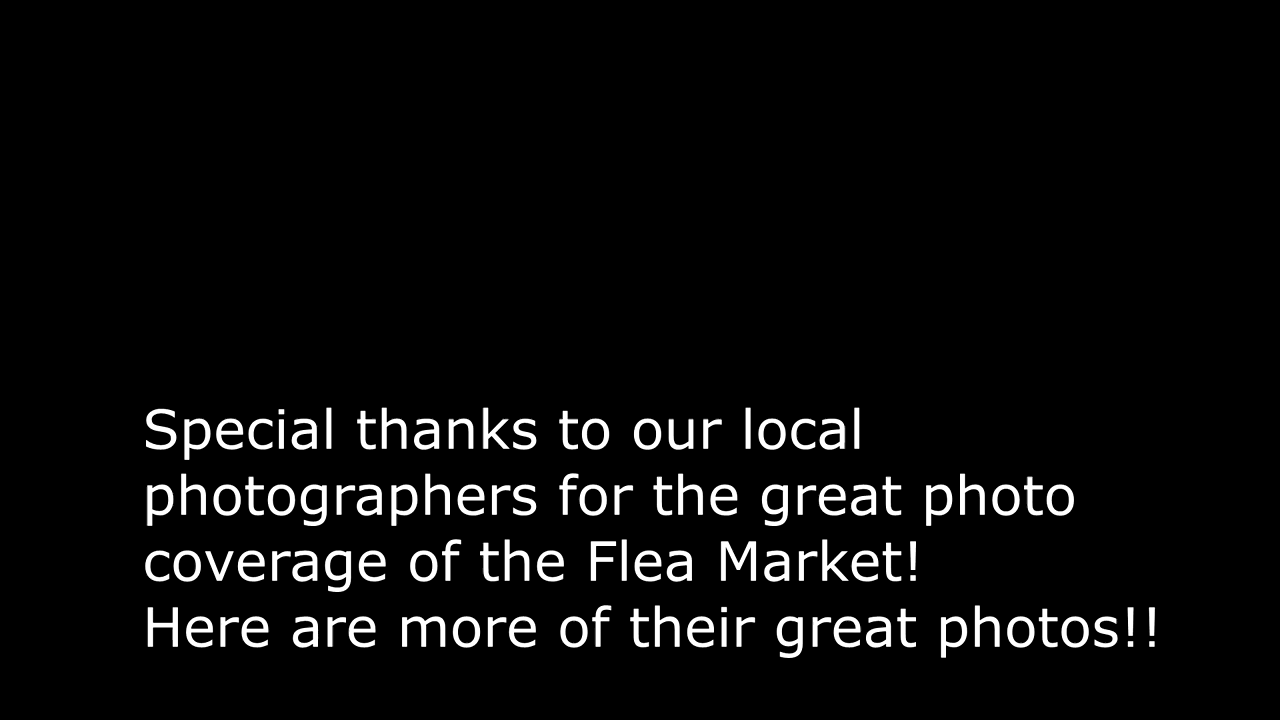 Special thanks to our local
photographers for the great photo
coverage of the Flea Market!
Here are more of their great photos!!